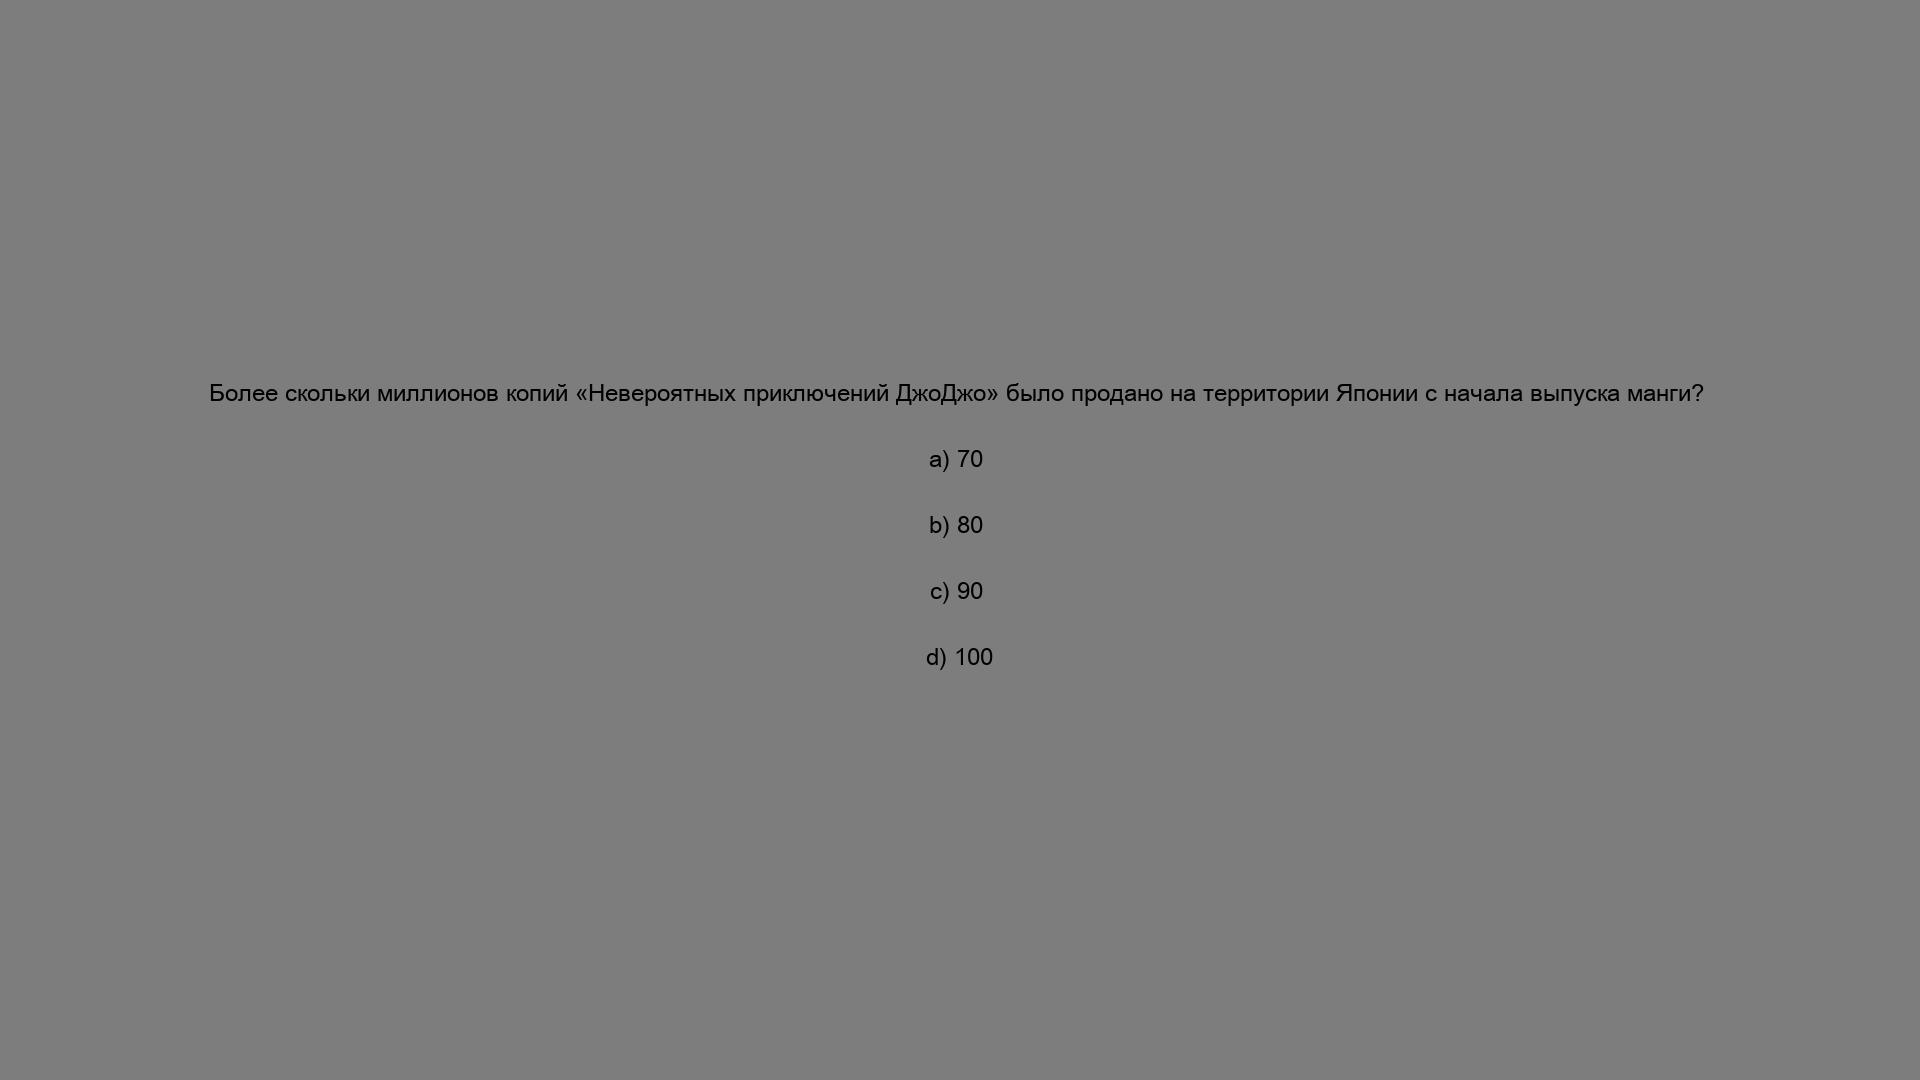 Более скольки миллионов копий «Невероятных приключений ДжоДжо» было продано на территории Японии с начала выпуска манги?
a) 70
b) 80
c) 90
d) 100